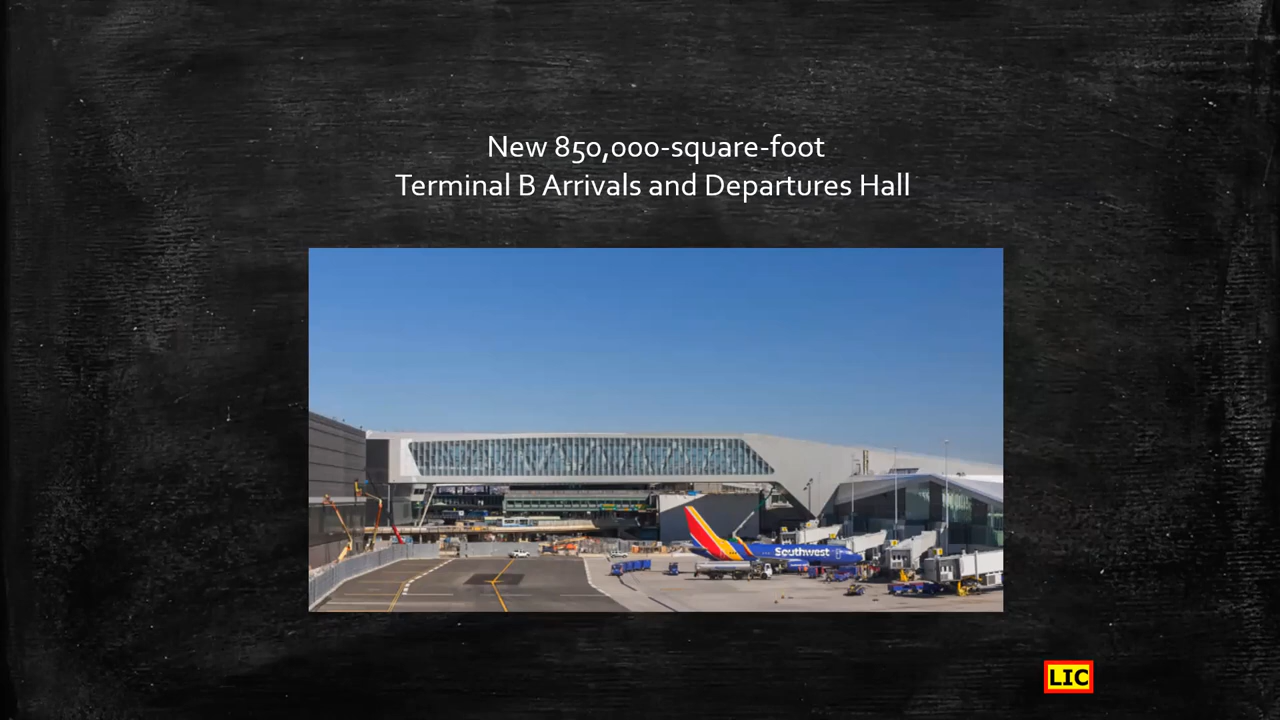 New 850,000-square-foot
Terminal B Arrivals and Departures Hall
Southwest
LIC